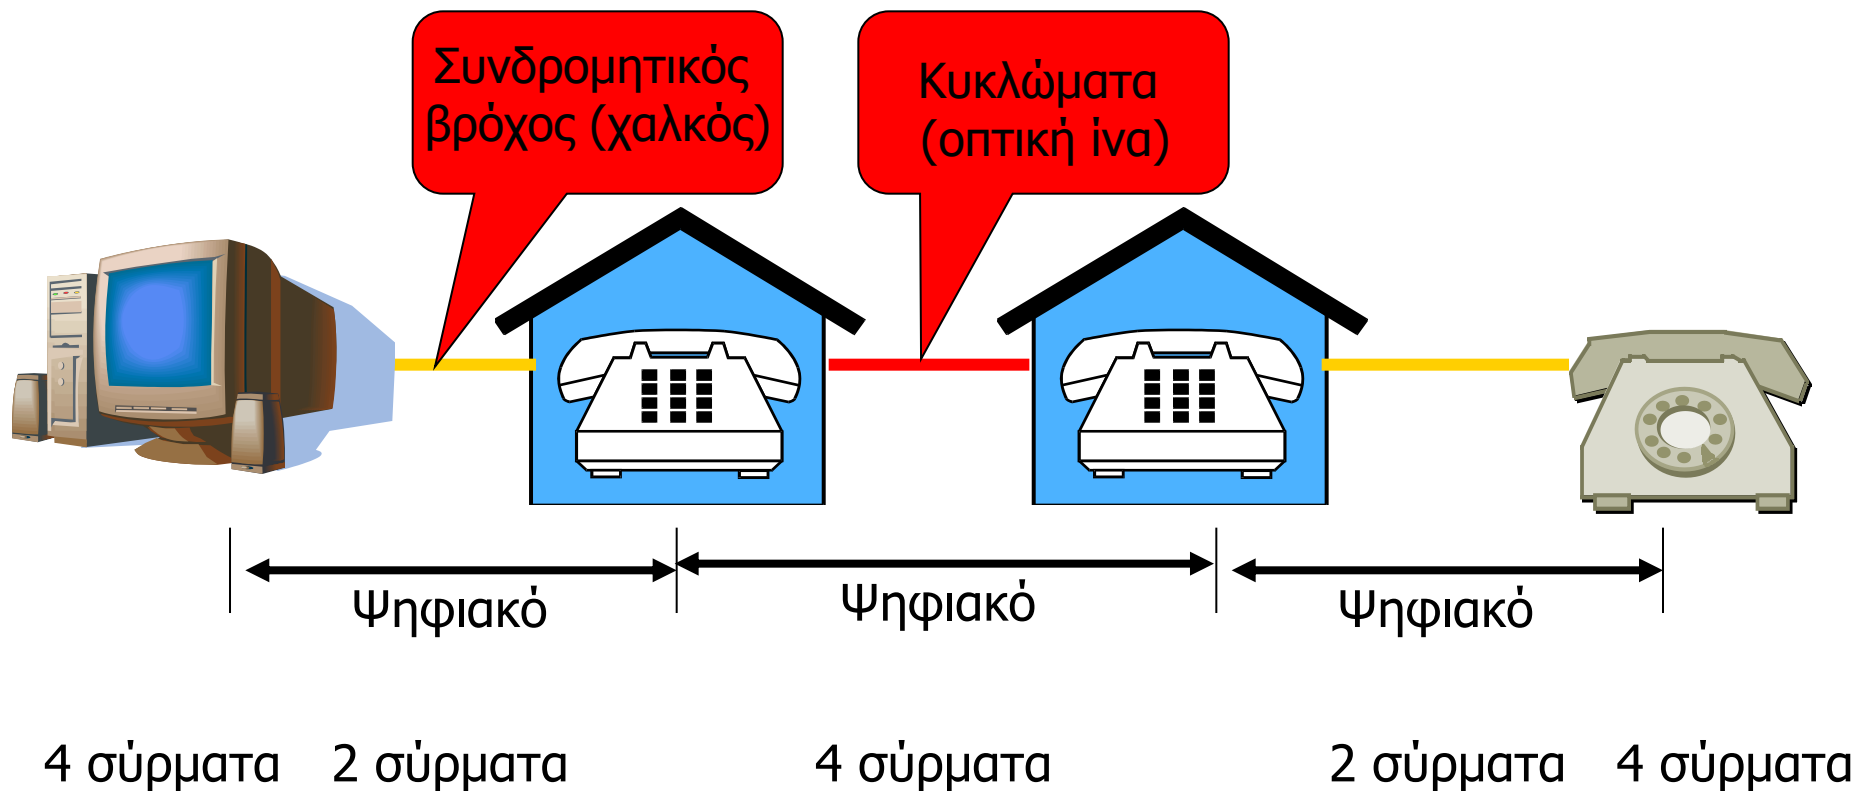 Συνδρομητικός
βρόχος (χαλκός)
Κυκλώματα
(οπτική ίνα)
Ψηφιακό
Ψηφιακό
Ψηφιακό
4 σύρματα
2 σύρματα
4 σύρματα
2 σύρματα
4 σύρματα